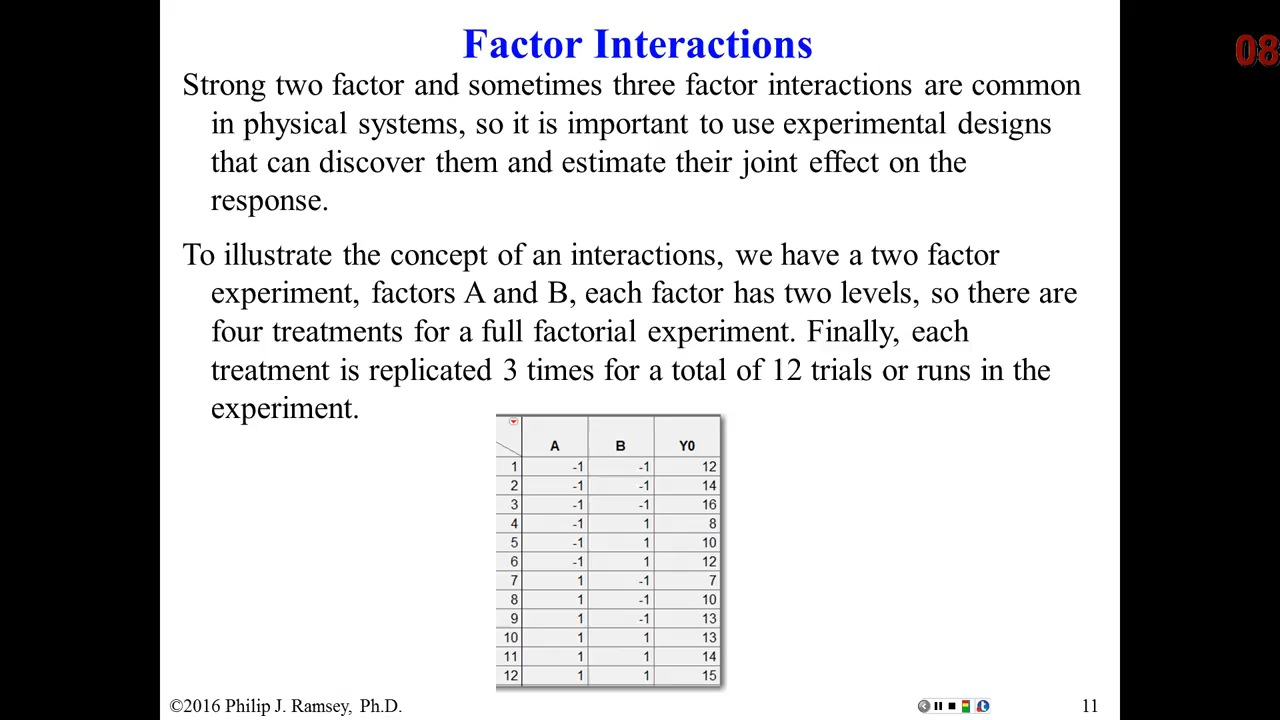 Factor Interactions
08
Strong two factor and sometimes three factor interactions are common
in physical systems, so it is important to use experimental designs
that can discover them and estimate their joint effect on the
response.
To illustrate the concept of an interactions, we have a two factor
experiment, factors A and B, each factor has two levels, so there are
four treatments for a full factorial experiment. Finally, each
treatment is replicated 3 times for a total of 12 trials or runs in the
experiment.
A B Y0
1 -1 -1 12
2 -1 -1 14
3 -1 -1 16
4 -1 1 8
5 -1 1 10
6 -1 1 12
7 1 -1 7
8 1 -1 10
9 1 -1 13
10 1 1 13
11 1 1 14
12 1 1 15
©2016 Philip J. Ramsey, Ph.D. 11